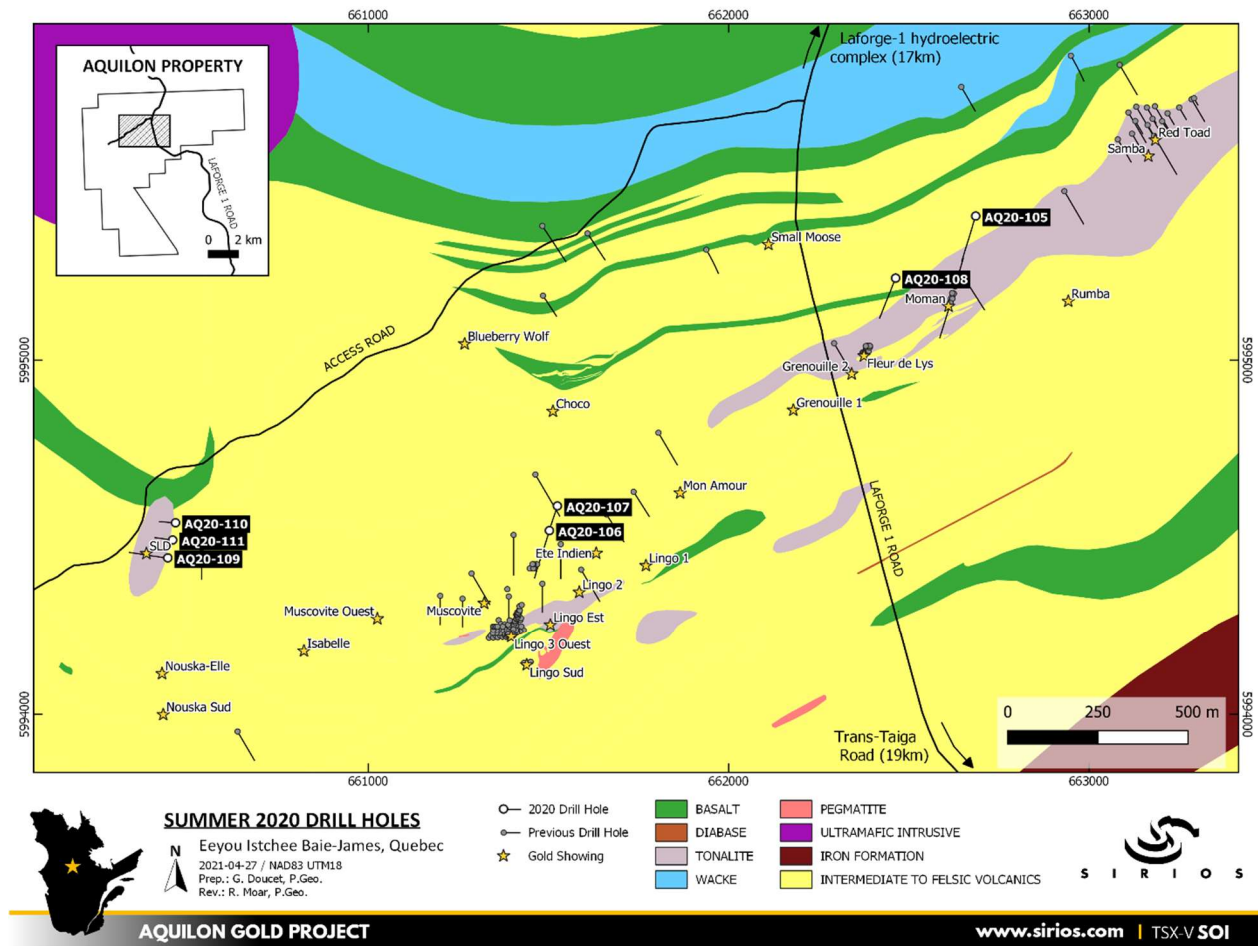 661000
662000
663000
Laforge-1 hydroelectric
complex (17km)
AQUILON PROPERTY
LAFORGE 1 ROAD
0 2 km
Red Toad
Samba
AQ20-105
Small Moose
AQ20-108
Moman
Rumba
Blueberry Wolf
ACCESS ROAD
5995000
5995000
Grenouille 2
Fleur de Lys
Choco
Grenouille 1
Mon Amour
LAFORGE 1 ROAD
AQ20-107
AQ20-106
AQ20-110
AQ20-111
AQ20-109
SLD
Ete Indien
Lingo 1
Lingo 2
Muscovite Ouest
Muscovite
Lingo Est
Isabelle
Lingo 3 Ouest
Nouska-Elle
Lingo Sud
Nouska Sud
5994000
5994000
0 250 500 m
Trans-Taiga
Road (19km)
661000
662000
663000
SUMMER 2020 DRILL HOLES
Eeyou Istchee Baie-James, Quebec
N
2021-04-27 / NAD83 UTM18
Prep.: G. Doucet, P.Geo.
Rev.: R. Moar, P.Geo.
2020 Drill Hole
Previous Drill Hole
Gold Showing
BASALT
DIABASE
TONALITE
WACKE
PEGMATITE
ULTRAMAFIC INTRUSIVE
IRON FORMATION
INTERMEDIATE TO FELSIC VOLCANICS
SIRIOS
AQUILON GOLD PROJECT
www.sirios.com | TSX-V SOI